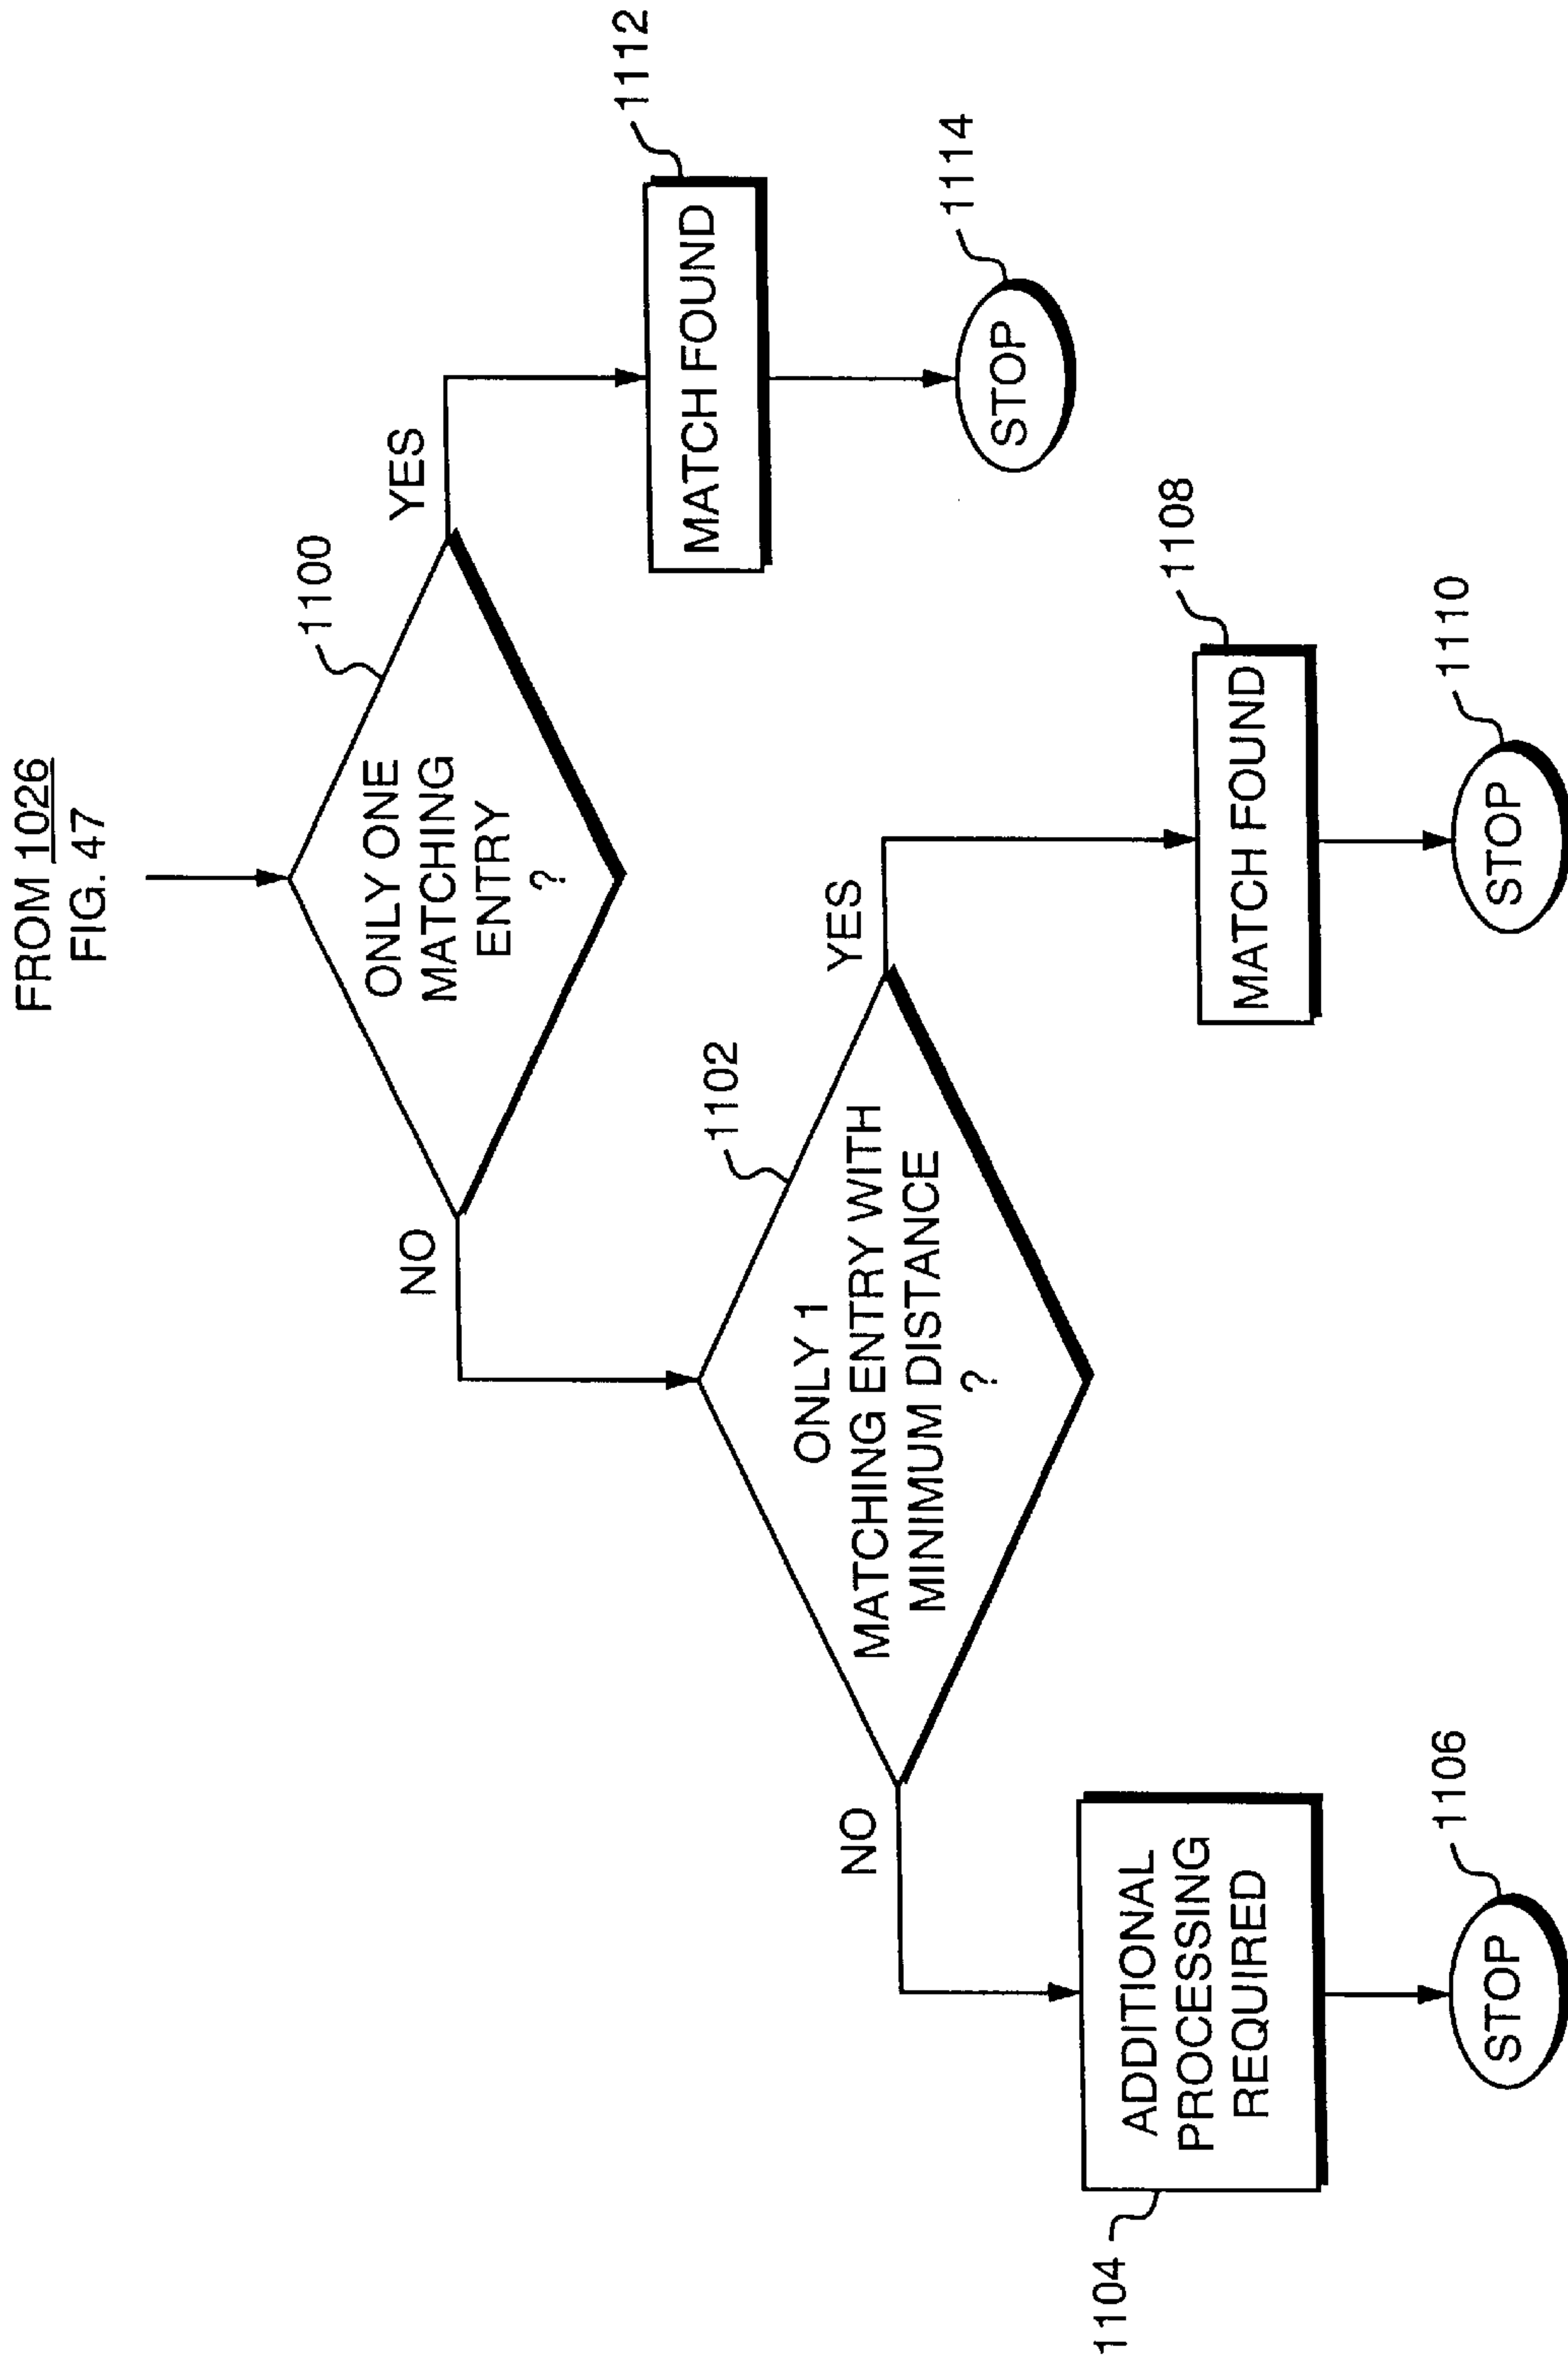 FROM 1026
FIG. 47
1100
ONLY ONE
MATCHING
ENTRY
?
YES
NO
1112
MATCH FOUND
1114
STOP
1102
ONLY 1
MATCHING ENTRY WITH
MINIMUM DISTANCE
?
YES
NO
1108
MATCH FOUND
1110
STOP
1104
ADDITIONAL
PROCESSING
REQUIRED
1106
STOP